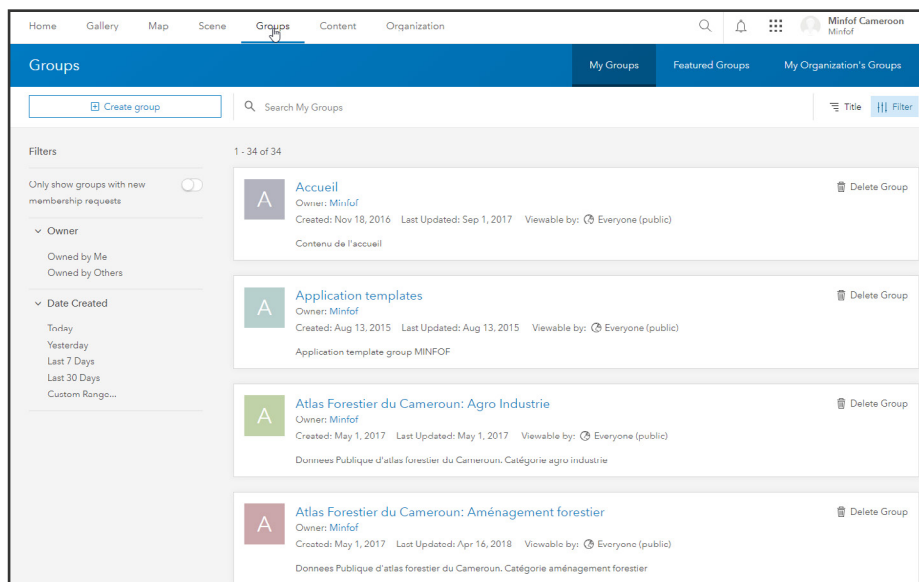 Home Gallery Map Scene Groups Content Organization Minfof Cameroon
Minfof
Groups My Groups Featured Groups My Organization's Groups
Create group Search My Groups Title Filter
Filters
1 - 34 of 34
Only show groups with new
membership requests
Owner
Owned by Me
Owned by Others
Date Created
Today
Yesterday
Last 7 Days
Last 30 Days
Custom Range...
A
Accueil
Delete Group
Owner: Minfof
Created: Nov 18, 2016 Last Updated: Sep 1, 2017 Viewable by: Everyone (public)
Contenu de l'accueil
A
Application templates
Delete Group
Owner: Minfof
Created: Aug 13, 2015 Last Updated: Aug 13, 2015 Viewable by: Everyone (public)
Application template group MINFOF
A
Atlas Forestier du Cameroun: Agro Industrie
Delete Group
Owner: Minfof
Created: May 1, 2017 Last Updated: May 1, 2017 Viewable by: Everyone (public)
Donnees Publique d'atlas forestier du Cameroun. Catégorie agro industrie
A
Atlas Forestier du Cameroun: Aménagement forestier
Delete Group
Owner: Minfof
Created: May 1, 2017 Last Updated: Apr 16, 2018 Viewable by: Everyone (public)
Donnees Publique d'atlas forestier du Cameroun. Catégorie aménagement forestier